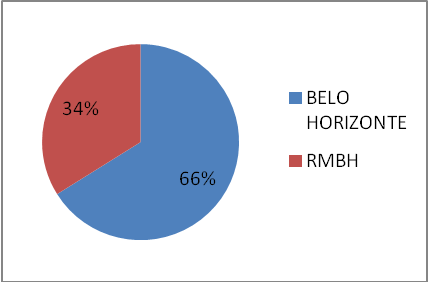 34%
66%
BELO
HORIZONTE
RMBH